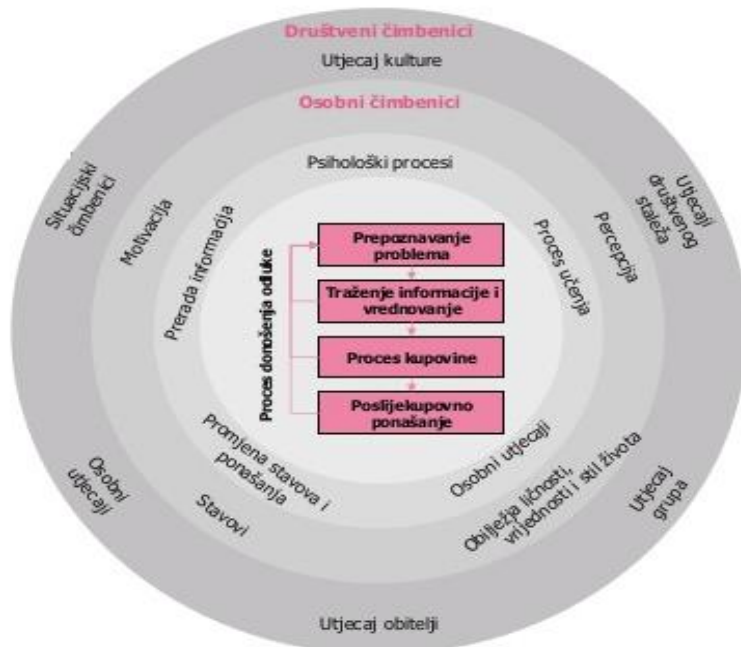 Društveni čimbenici
Utjecaj kulture
Osobni čimbenici
Psihološki procesi
Situacijski
čimbenici
Motivacija
Prerada informacija
Proces učenja
Percepcija
Utjecaji
društvenog
staleža
Proces donošenja odluke
Prepoznavanje
problema
Traženje informacije i
vrednovanje
Proces kupovine
Poslijekupovno
ponašanje
Promjena stavova i
ponašanja
Osobni utjecaji
Stavovi
Obilježja ličnosti,
vrijednosti i stil života
Osobni
utjecaji
Utjecaj
grupa
Utjecaj obitelji